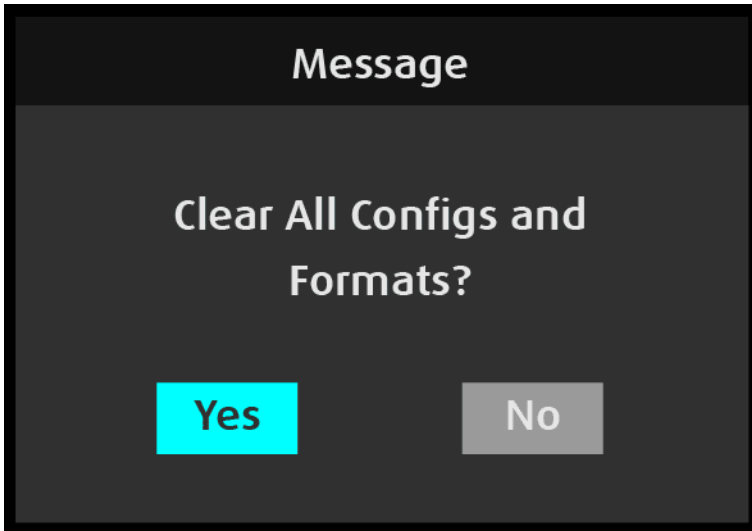 Message
Clear All Configs and
Formats?
Yes No